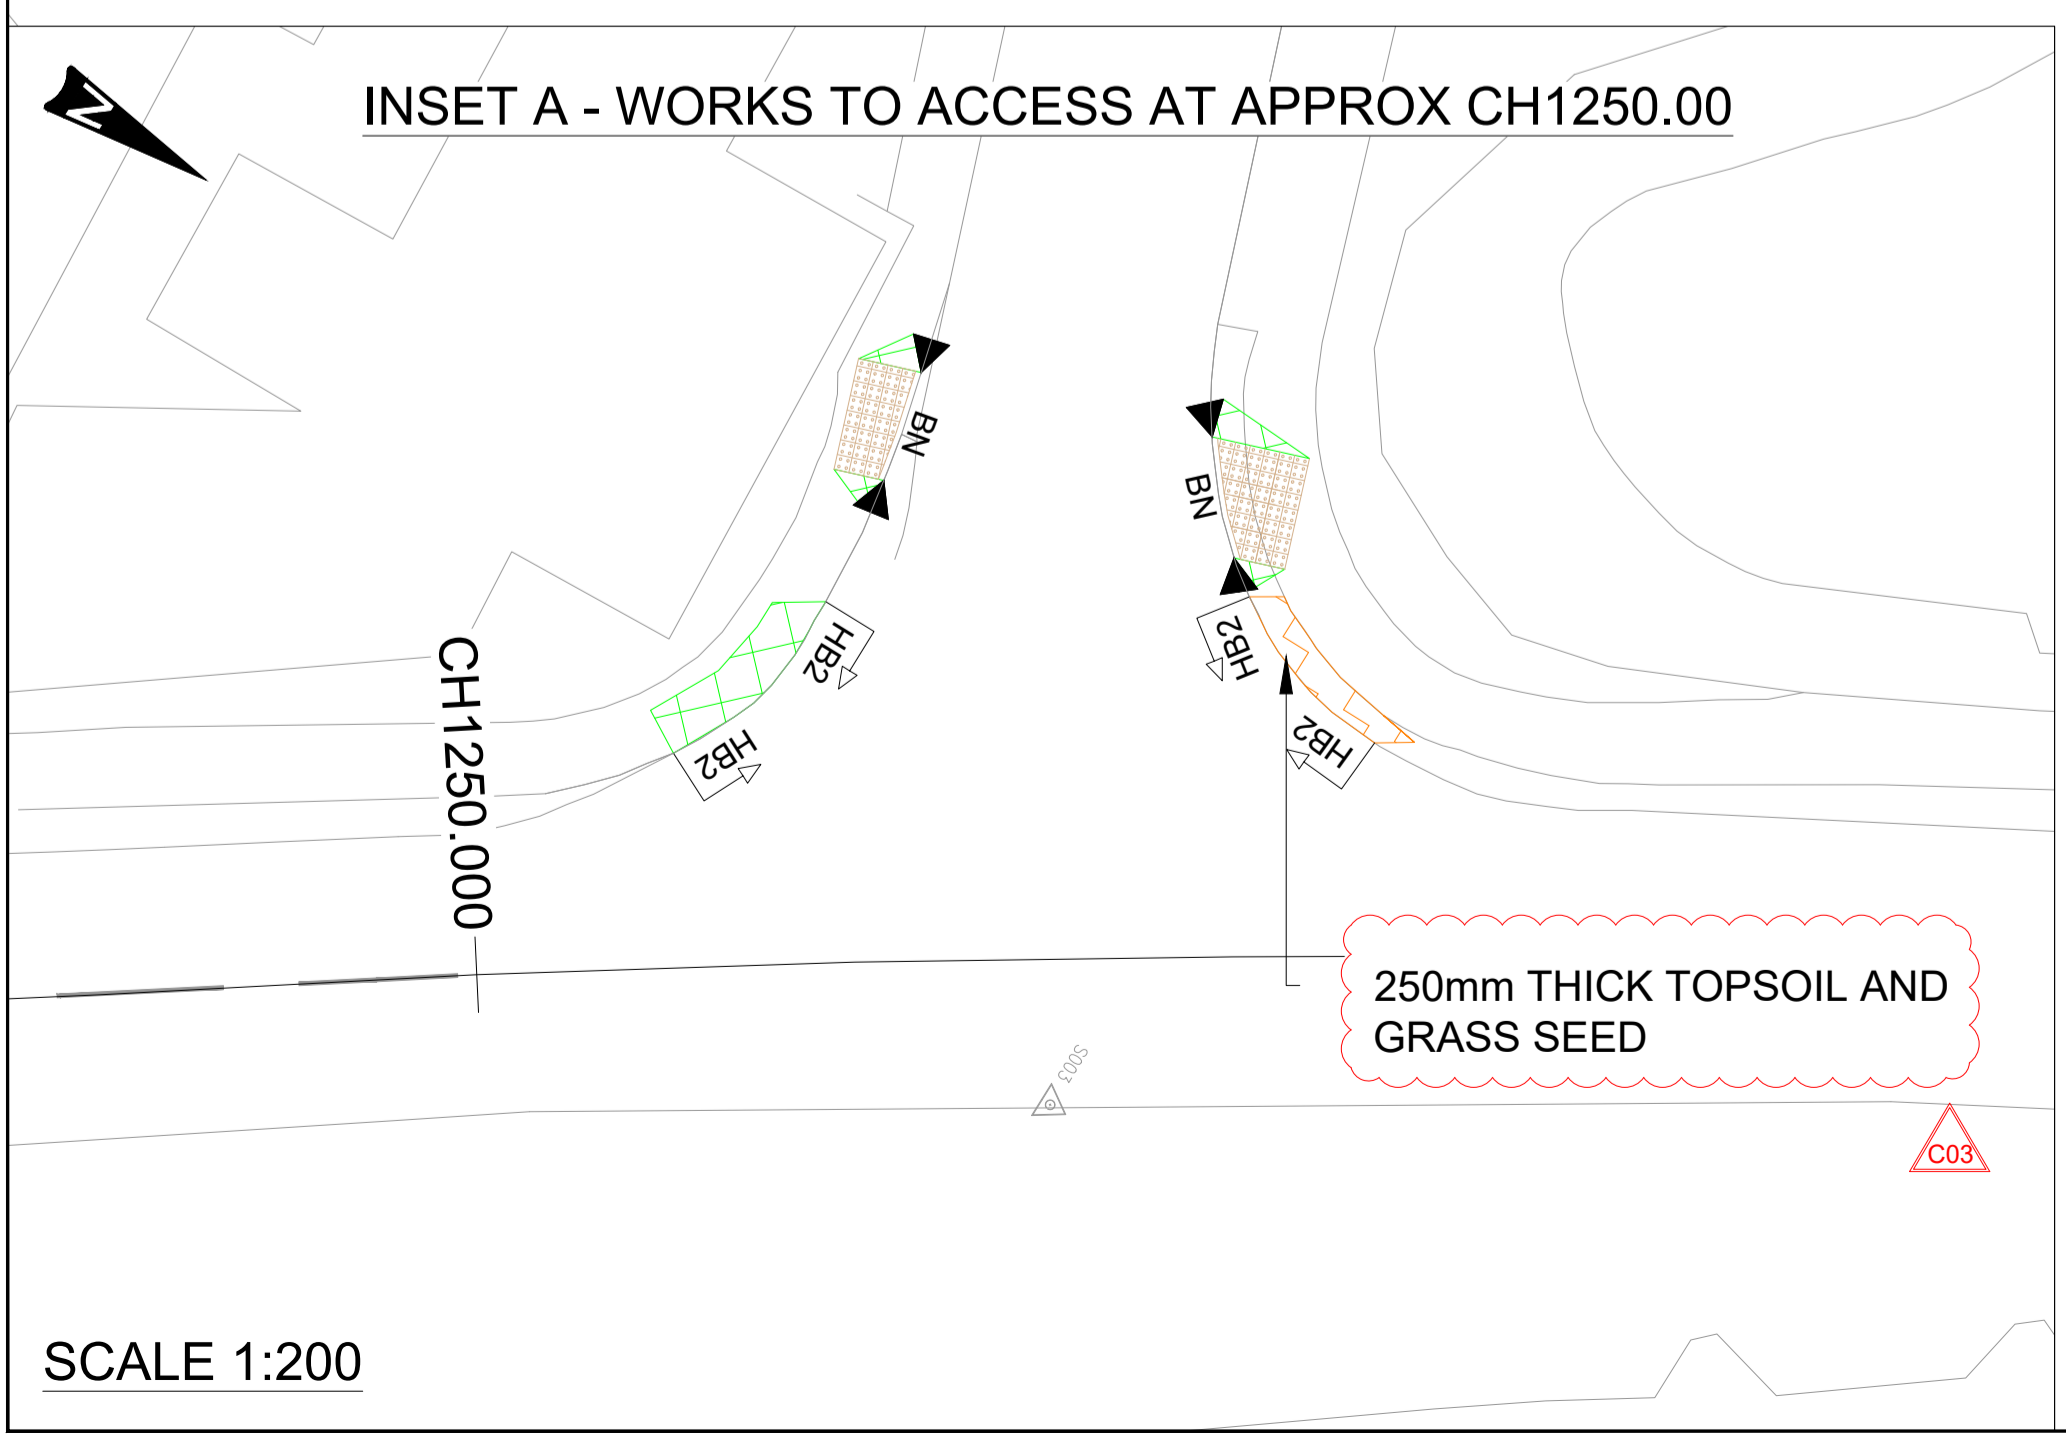 N
INSET A - WORKS TO ACCESS AT APPROX CH1250.00
BN
BN
HB2
HB2
HB2
HB2
CH1250.000
250mm THICK TOPSOIL AND
GRASS SEED
S003
C03
SCALE 1:200